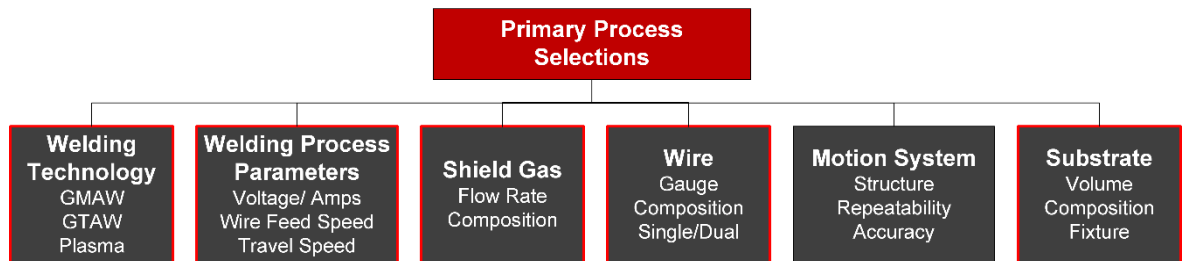 Primary Process
Selections
Welding
Technology
GMAW
GTAW
Plasma
Welding Process
Parameters
Voltage/ Amps
Wire Feed Speed
Travel Speed
Shield Gas
Flow Rate
Composition
Wire
Gauge
Composition
Single/Dual
Motion System
Structure
Repeatability
Accuracy
Substrate
Volume
Composition
Fixture